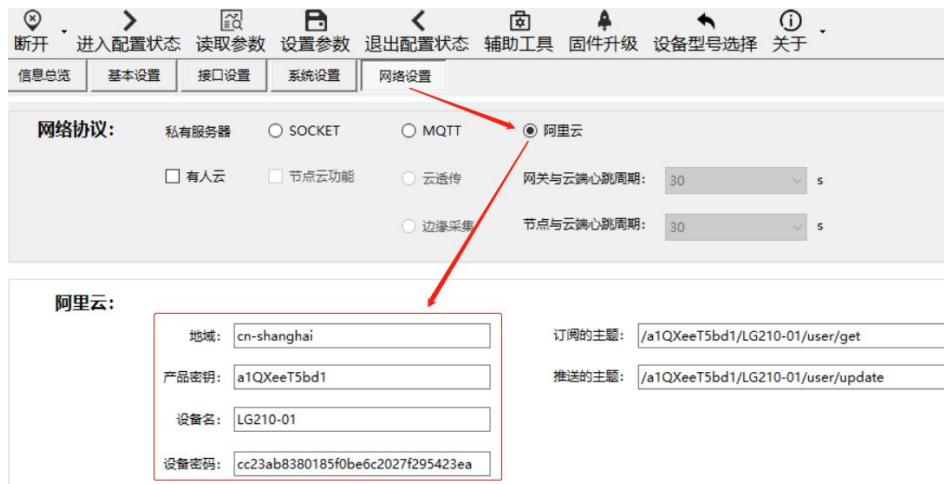 断开 进入配置状态 读取参数 设置参数 退出配置状态 辅助工具 固件升级 设备型号选择 关于
信息总览 基本设置 接口设置 系统设置 网络设置
网络协议： 私有服务器 SOCKET MQTT 阿里云
有人云 节点云功能 云透传 网关与云端心跳周期： 30 s
边缘采集 节点与云端心跳周期： 30 s
阿里云：
地域： cn-shanghai 订阅的主题： /a1QXeeT5bd1/LG210-01/user/get
产品密钥： a1QXeeT5bd1 推送的主题： /a1QXeeT5bd1/LG210-01/user/update
设备名： LG210-01
设备密码： cc23ab8380185f0be6c2027f295423ea